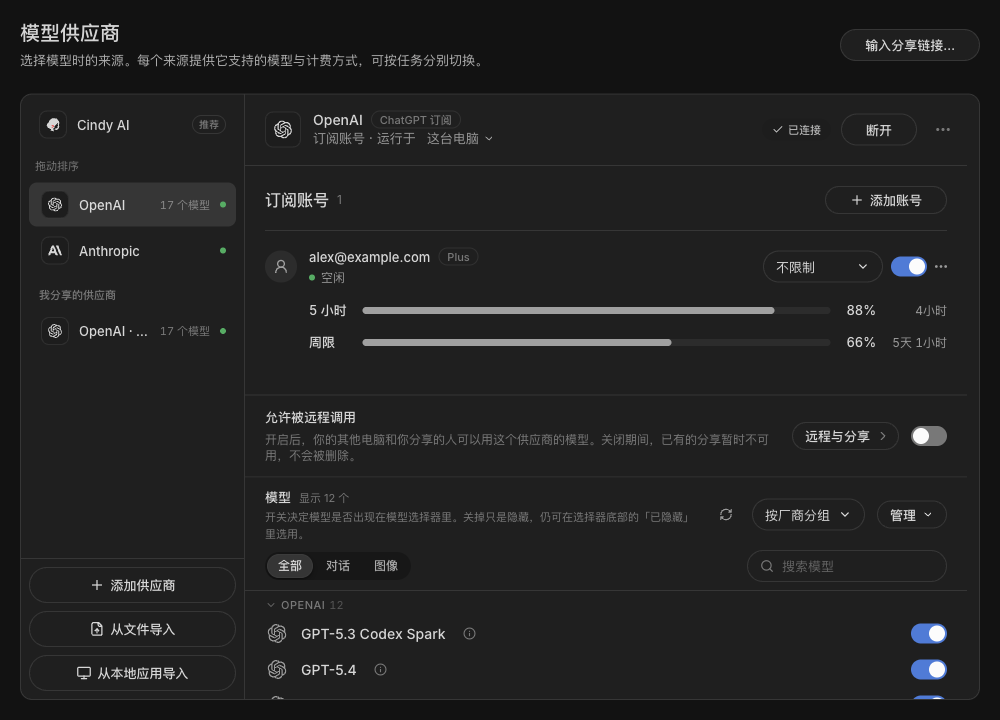 模型供应商
选择模型时的来源。每个来源提供它支持的模型与计费方式，可按任务分别切换。
输入分享链接...
Cindy AI
推荐
拖动排序
OpenAI
17 个模型
Anthropic
我分享的供应商
OpenAI · ...
17 个模型
添加供应商
从文件导入
从本地应用导入
OpenAI
ChatGPT 订阅
订阅账号 · 运行于 这台电脑
已连接
断开
订阅账号 1
添加账号
alex@example.com
Plus
空闲
不限制
5 小时
88%
4小时
周限
66%
5天 1小时
允许被远程调用
开启后，你的其他电脑和你分享的人可以用这个供应商的模型。关闭期间，已有的分享暂时不可
用，不会被删除。
远程与分享
模型
显示 12 个
开关决定模型是否出现在模型选择器里。关掉只是隐藏，仍可在选择器底部的「已隐藏」
里选用。
按厂商分组
管理
全部
对话
图像
搜索模型
OPENAI 12
GPT-5.3 Codex Spark
GPT-5.4